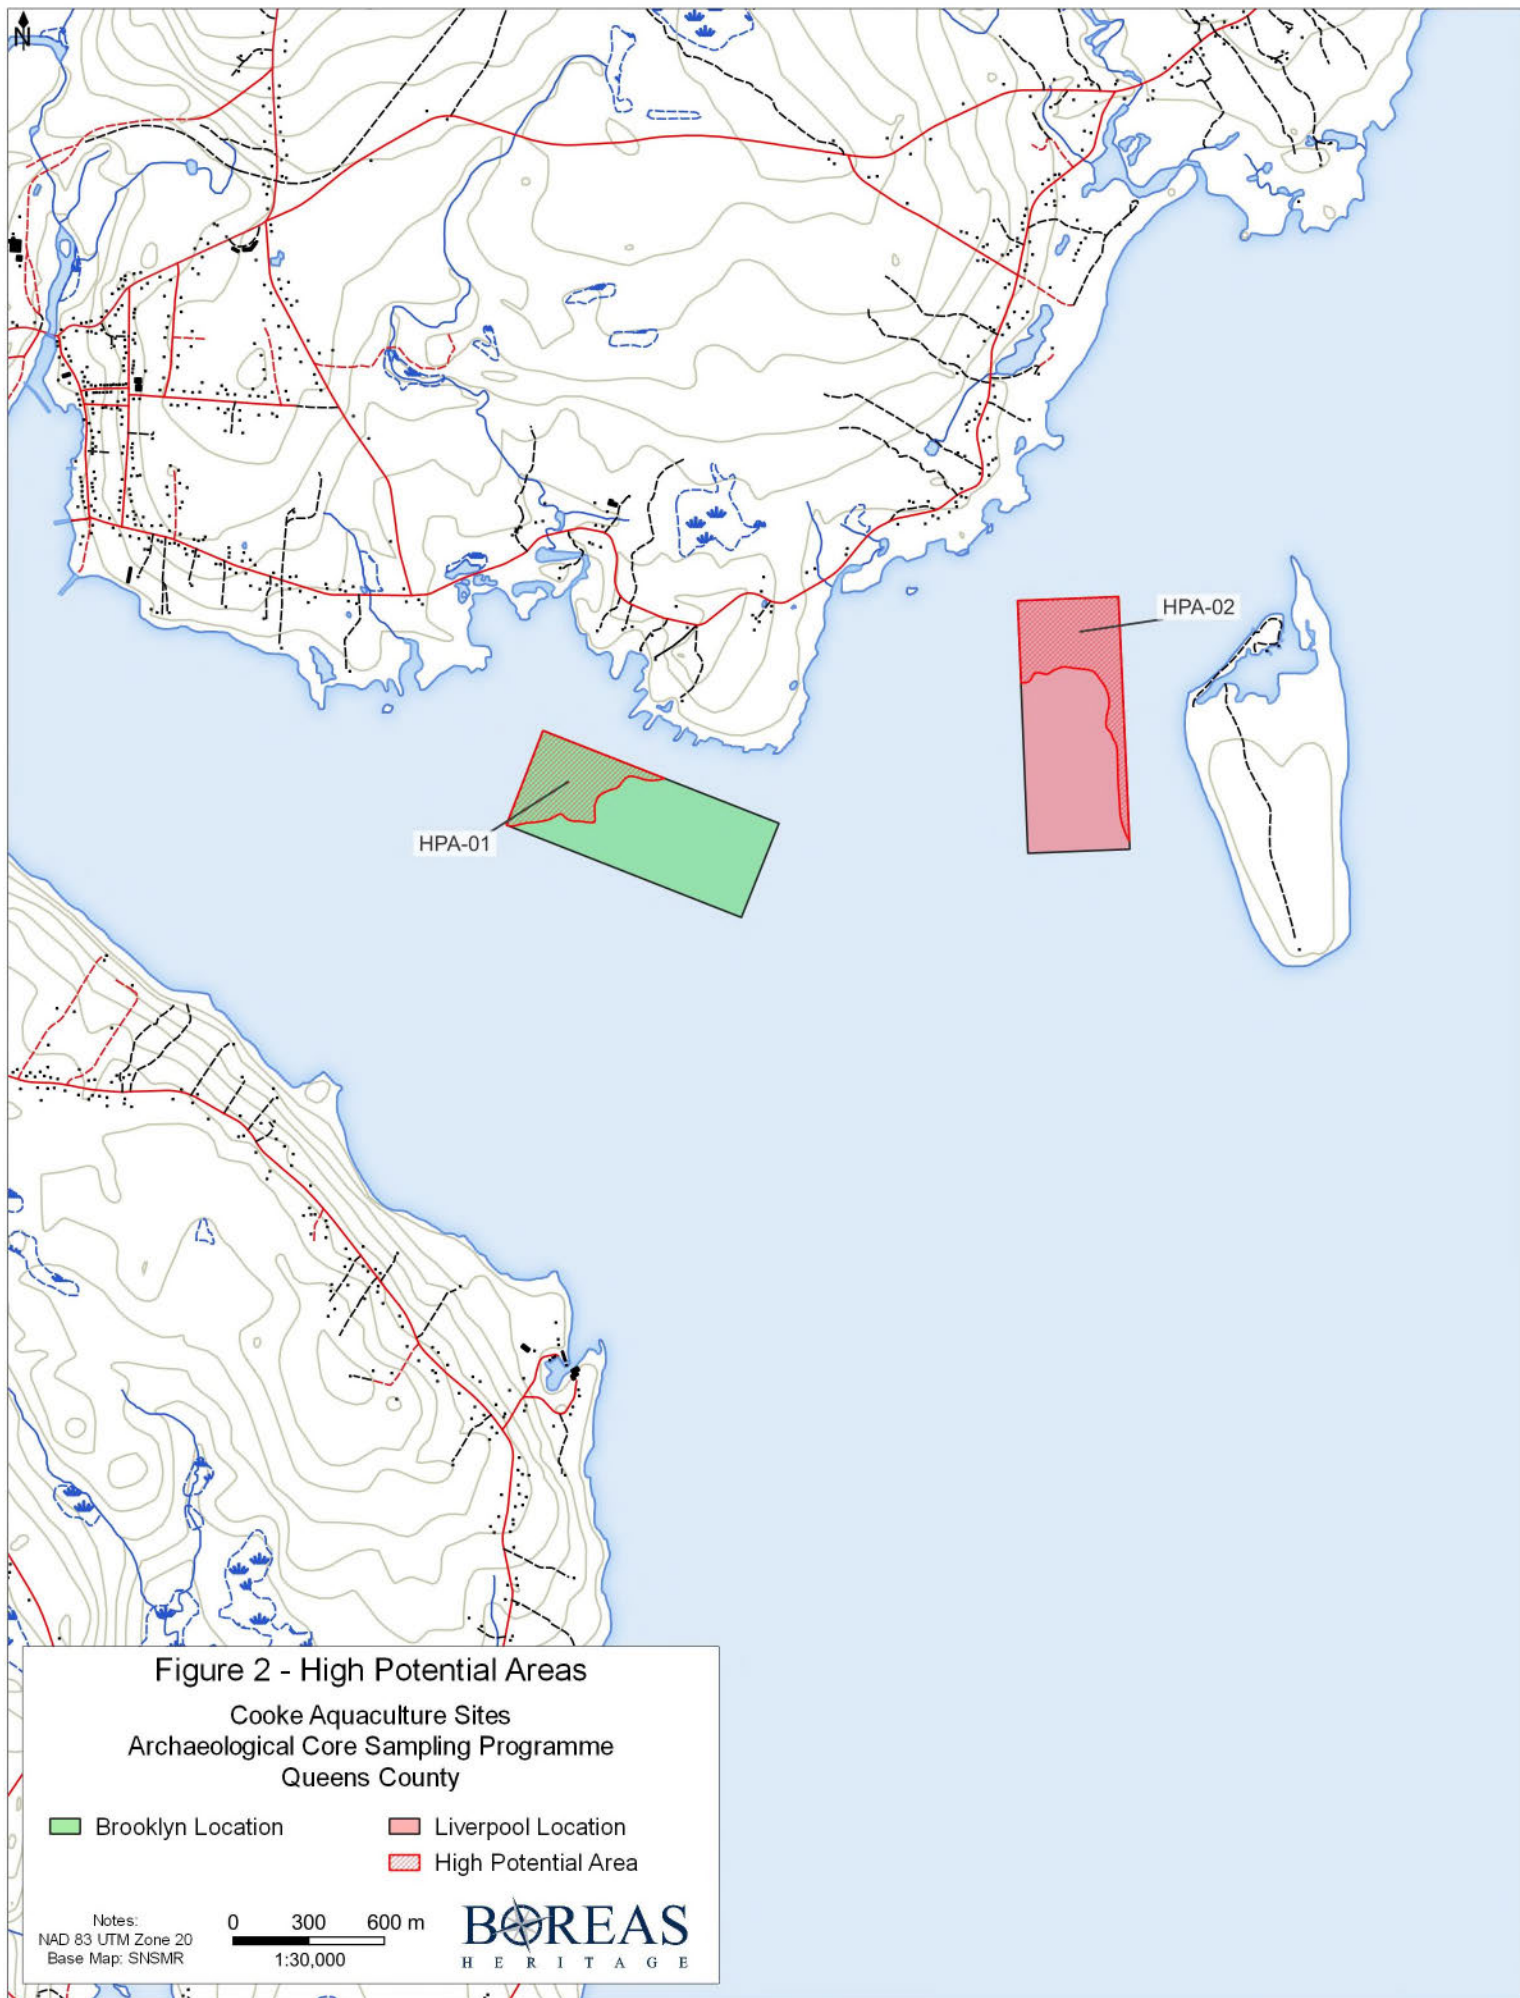 N
HPA-02
HPA-01
Figure 2 - High Potential Areas
Cooke Aquaculture Sites
Archaeological Core Sampling Programme
Queens County
Brooklyn Location
Liverpool Location
High Potential Area
Notes:
NAD 83 UTM Zone 20
Base Map: SNSMR
0 300 600 m
1:30,000
BOREAS
HERITAGE